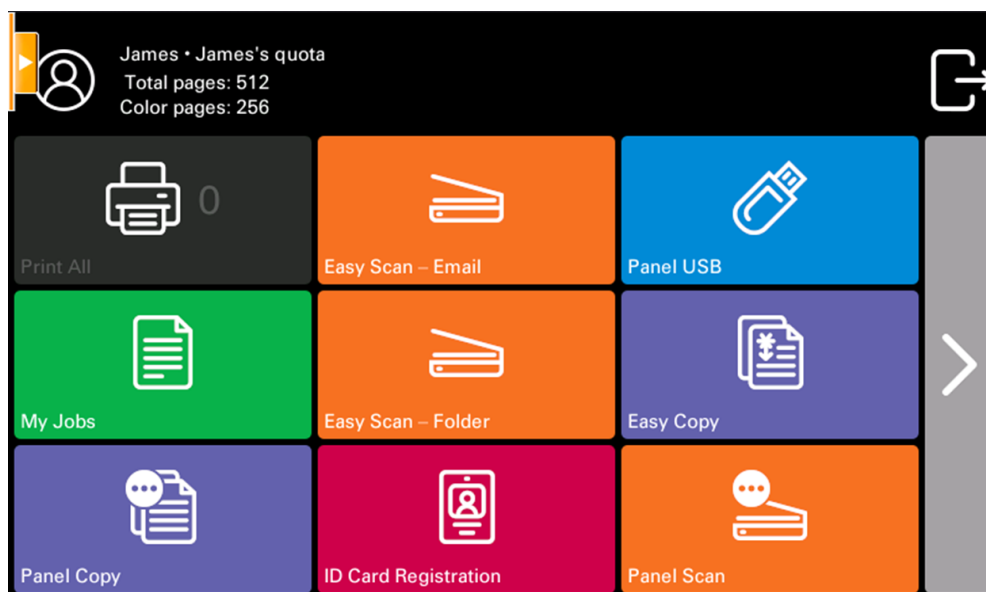 James • James's quota
Total pages: 512
Color pages: 256
0
Print All
Easy Scan – Email
Panel USB
My Jobs
Easy Scan – Folder
Easy Copy
Panel Copy
ID Card Registration
Panel Scan